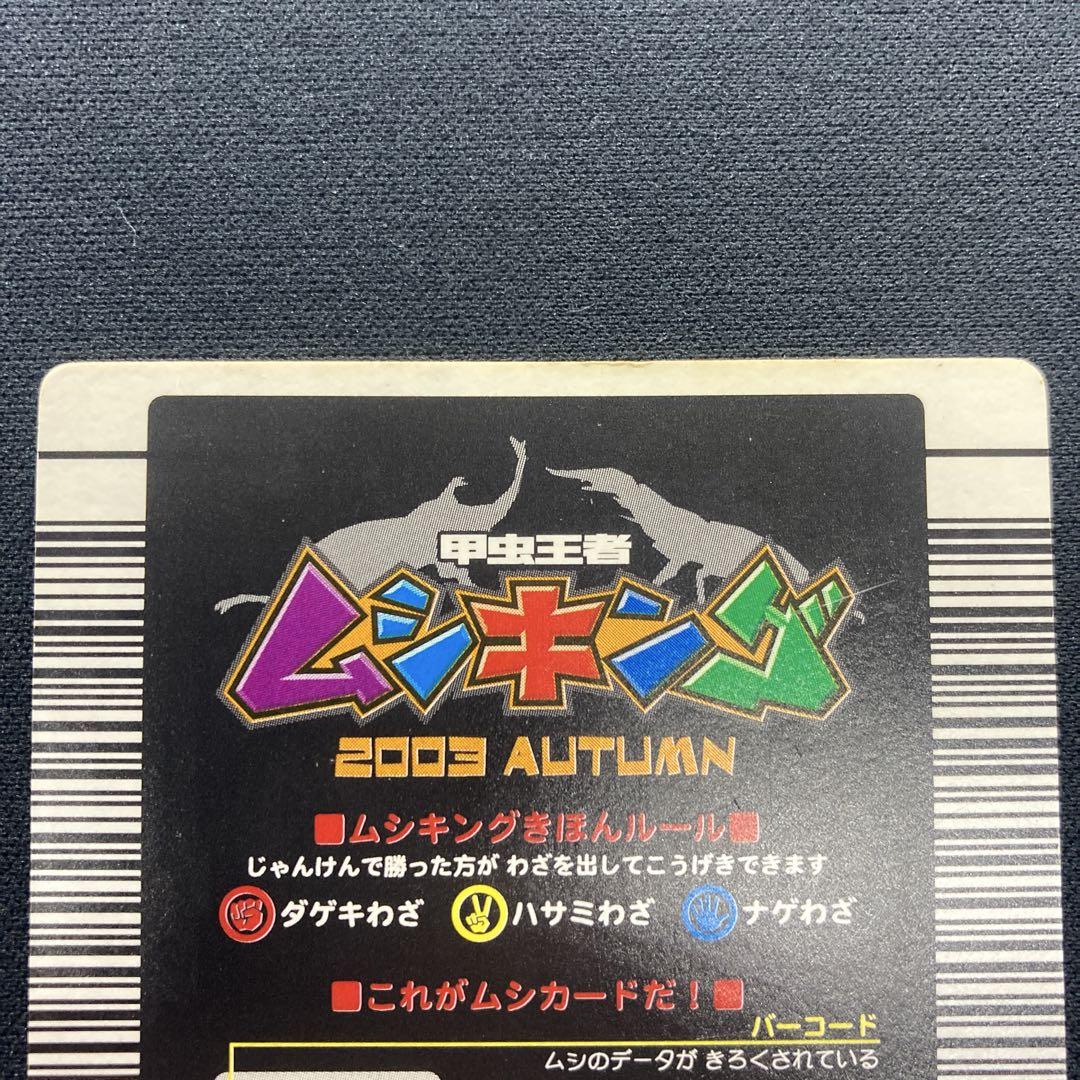 甲虫王者
ムシキング
2003 AUTUMN
■ムシキングきほんルール■
じゃんけんで勝った方が わざを出してこうげきできます
ダゲキわざ ハサミわざ ナゲわざ
■これがムシカードだ！■
バーコード
ムシのデータが きろくされている